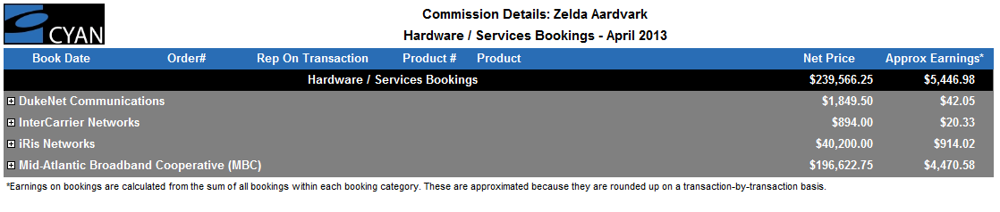 CYAN
Commission Details: Zelda Aardvark
Hardware / Services Bookings - April 2013
Book Date Order# Rep On Transaction Product # Product Net Price Approx Earnings*
Hardware / Services Bookings $239,566.25 $5,446.98
DukeNet Communications $1,849.50 $42.05
InterCarrier Networks $894.00 $20.33
iRis Networks $40,200.00 $914.02
Mid-Atlantic Broadband Cooperative (MBC) $196,622.75 $4,470.58
*Earnings on bookings are calculated from the sum of all bookings within each booking category. These are approximated because they are rounded up on a transaction-by-transaction basis.